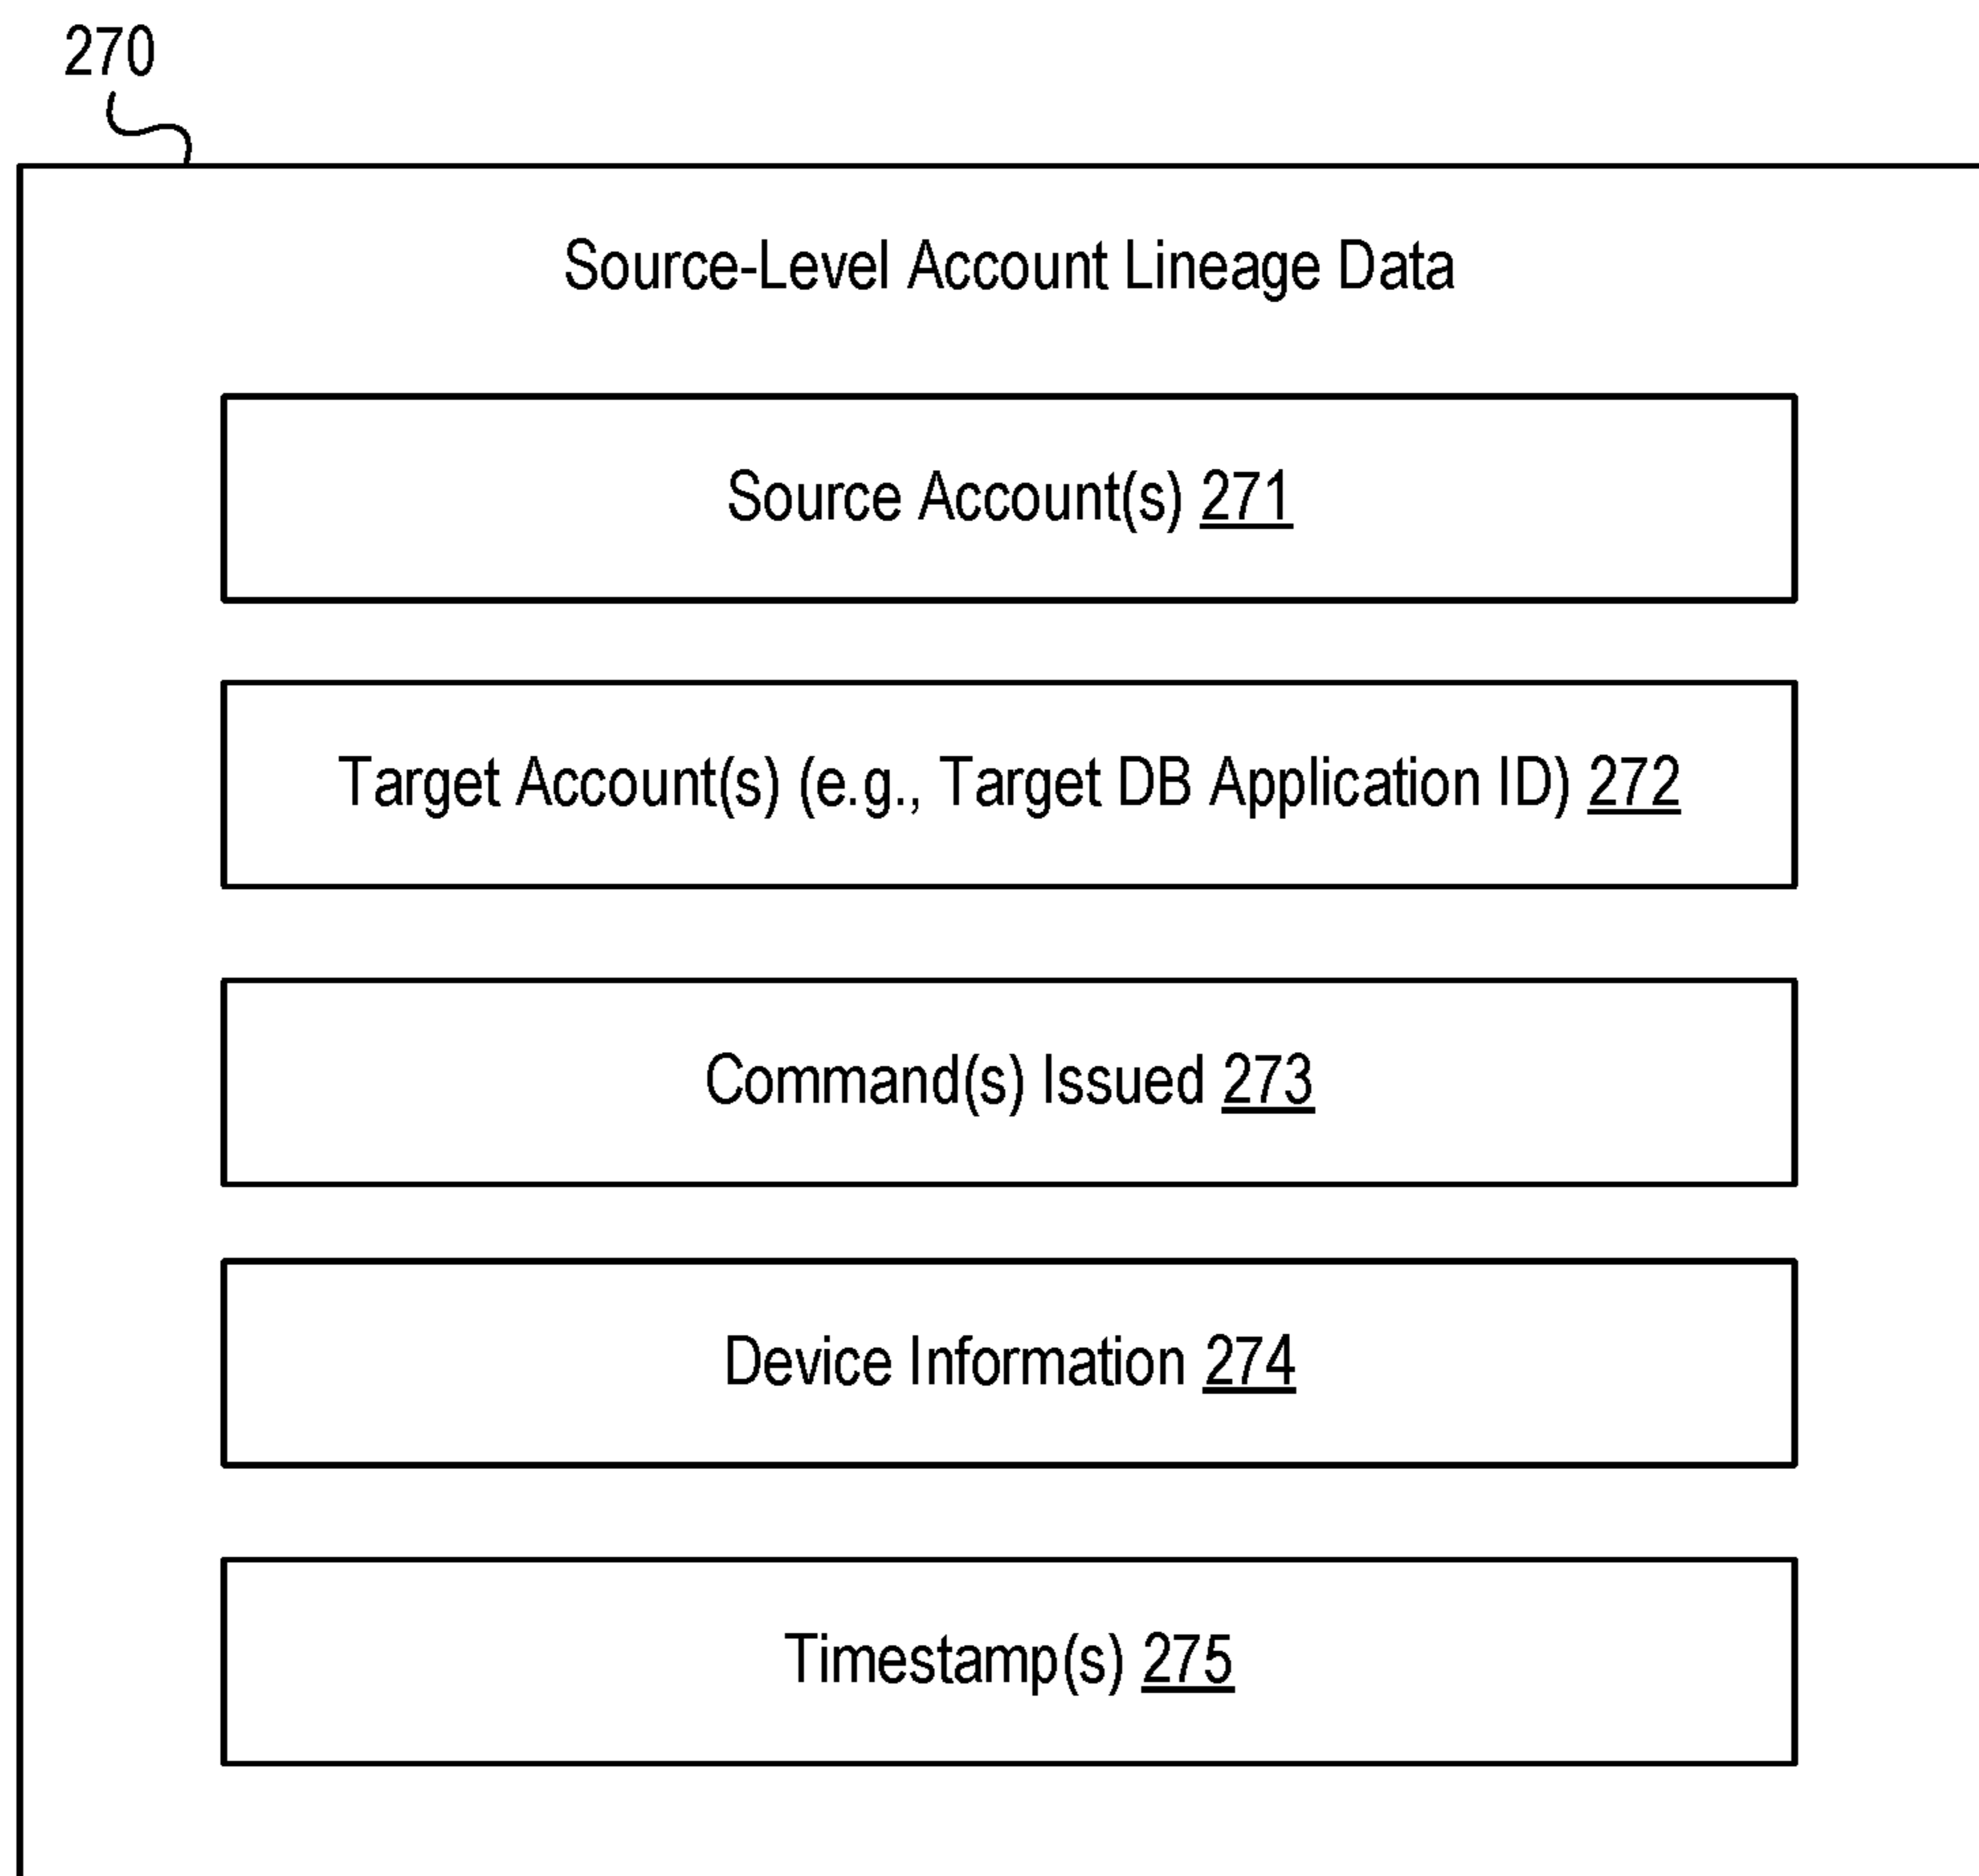 270
Source-Level Account Lineage Data
Source Account(s) 271
Target Account(s) (e.g., Target DB Application ID) 272
Command(s) Issued 273
Device Information 274
Timestamp(s) 275